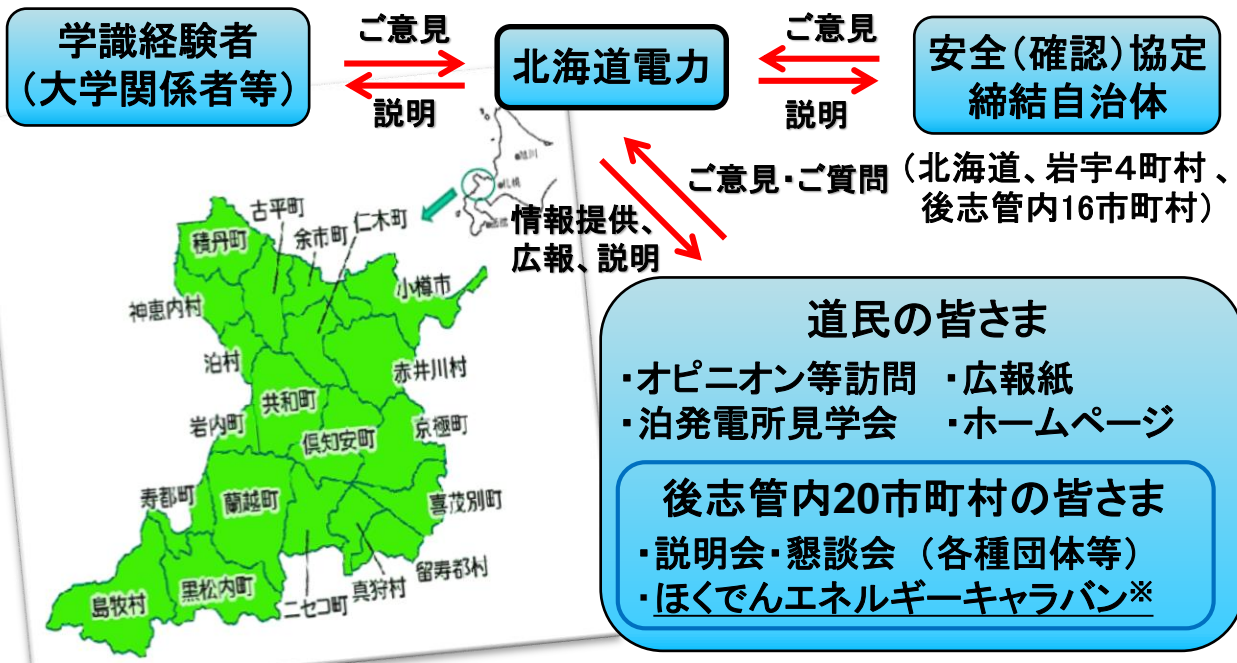 学識経験者
(大学関係者等)
ご意見
説明
北海道電力
ご意見
説明
安全(確認)協定
締結自治体
(北海道、岩宇4町村、
後志管内16市町村)
ご意見・ご質問
情報提供、
広報、説明
旭川
札幌
古平町
仁木町
余市町
積丹町
小樽市
神恵内村
泊村
赤井川村
共和町
岩内町
京極町
倶知安町
寿都町
蘭越町
喜茂別町
留寿都村
真狩村
ニセコ町
黒松内町
島牧村
道民の皆さま
・オピニオン等訪問 ・広報紙
・泊発電所見学会 ・ホームページ
後志管内20市町村の皆さま
・説明会・懇談会 (各種団体等)
・ほくでんエネルギーキャラバン※